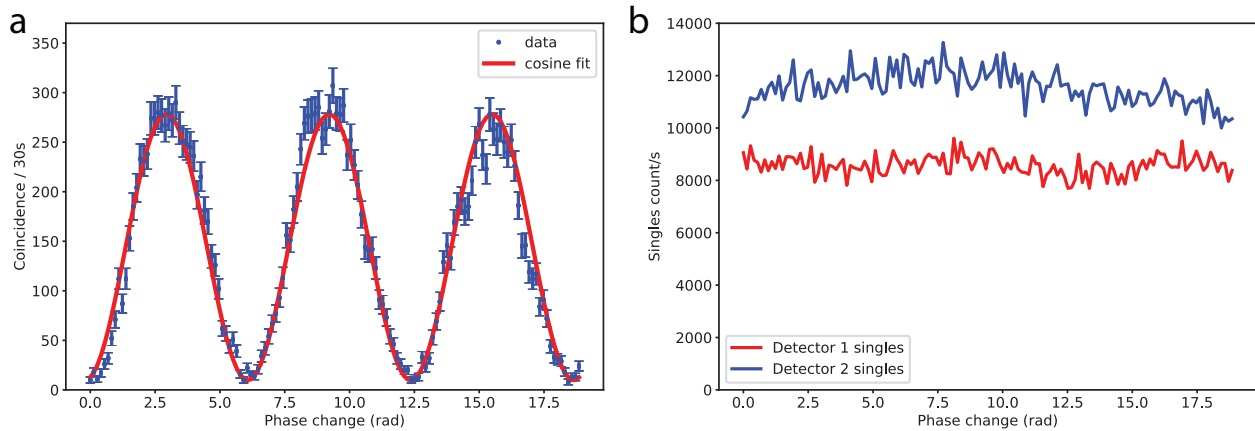 a
350
300
250
200
150
100
50
0
Coincidence / 30s
data
cosine fit
0.0 2.5 5.0 7.5 10.0 12.5 15.0 17.5
Phase change (rad)
b
14000
12000
10000
8000
6000
4000
2000
0
Singles count/s
Detector 1 singles
Detector 2 singles
0.0 2.5 5.0 7.5 10.0 12.5 15.0 17.5
Phase change (rad)